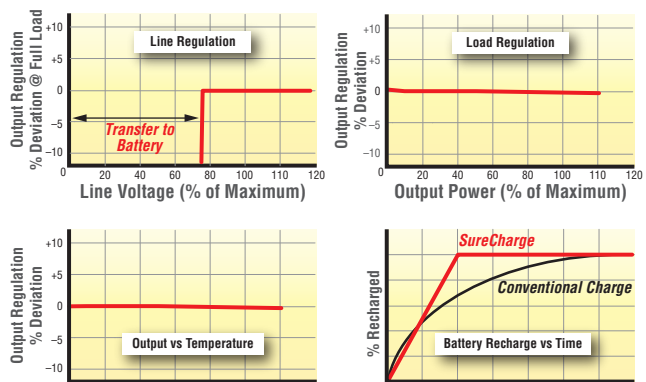 Output Regulation
% Deviation @ Full Load
+10
+5
0
–5
–10
Line Regulation
Transfer to
Battery
0 20 40 60 80 100 120
Line Voltage (% of Maximum)
Output Regulation
% Deviation
+10
+5
0
–5
–10
Load Regulation
0 20 40 60 80 100 120
Output Power (% of Maximum)
Output Regulation
% Deviation
+10
+5
0
–5
–10
Output vs Temperature
% Recharged
SureCharge
Conventional Charge
Battery Recharge vs Time